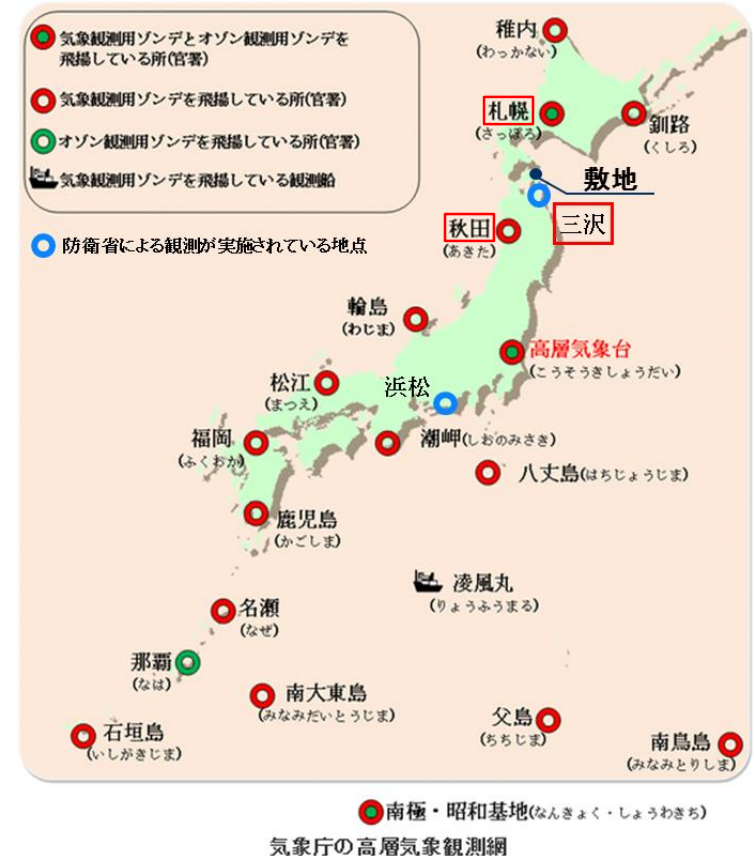 気象観測用ゾンデとオゾン観測用ゾンデを
飛揚している所(官署)
気象観測用ゾンデを飛揚している所(官署)
オゾン観測用ゾンデを飛揚している所(官署)
気象観測用ゾンデを飛揚している観測船
防衛省による観測が実施されている地点
稚内
(わっかない)
札幌
(さっぽろ)
釧路
(くしろ)
敷地
三沢
秋田
(あきた)
輪島
(わじま)
高層気象台
(こうそうきしょうだい)
松江
(まつえ)
浜松
福岡
(ふくおか)
潮岬(しおのみさき)
八丈島(はちじょうじま)
鹿児島
(かごしま)
凌風丸
(りょうふうまる)
名瀬
(なぜ)
那覇
(なは)
南大東島
(みなみだいとうじま)
石垣島
(いしがきじま)
父島
(ちちじま)
南鳥島
(みなみとりしま)
南極・昭和基地(なんきょく・しょうわきち)
気象庁の高層気象観測網